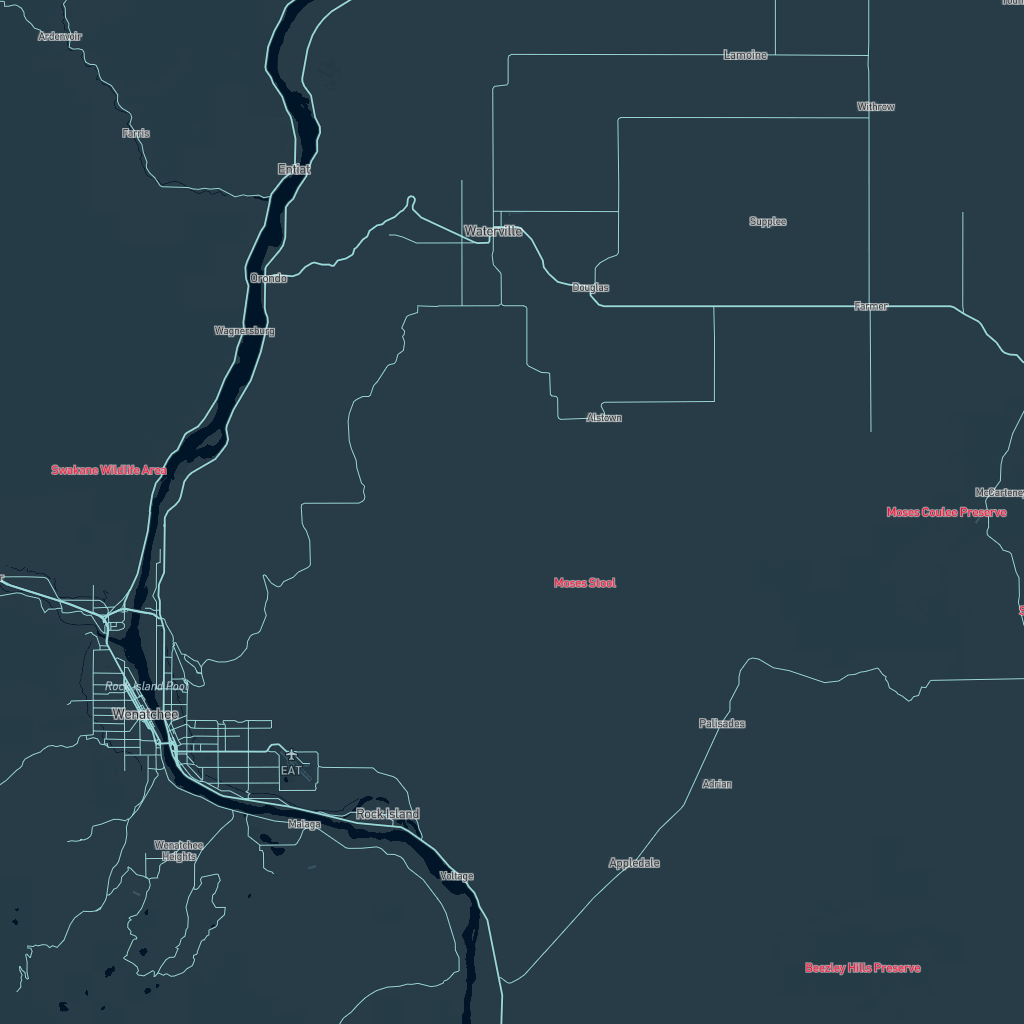 Ardenvoir
Lamoine
Withrow
Farris
Entiat
Supplee
Waterville
Orondo
Douglas
Farmer
Wagnersburg
Alstown
Swakane Wildlife Area
McCarteney
Moses Coulee Preserve
Moses Stool
Rock Island Pool
Wenatchee
Palisades
EAT
Adrian
Rock Island
Malaga
Wenatchee
Heights
Appledale
Voltage
Beezley Hills Preserve